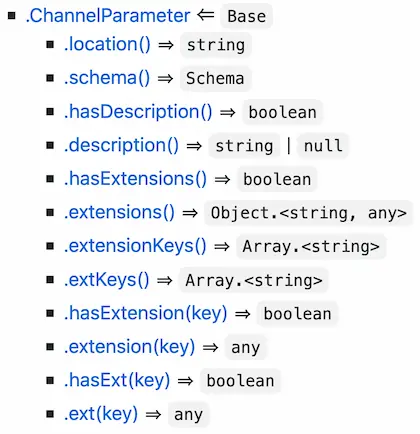 .ChannelParameter ⇐ Base
.location() ⇒ string
.schema() ⇒ Schema
.hasDescription() ⇒ boolean
.description() ⇒ string | null
.hasExtensions() ⇒ boolean
.extensions() ⇒ Object.<string, any>
.extensionKeys() ⇒ Array.<string>
.extKeys() ⇒ Array.<string>
.hasExtension(key) ⇒ boolean
.extension(key) ⇒ any
.hasExt(key) ⇒ boolean
.ext(key) ⇒ any